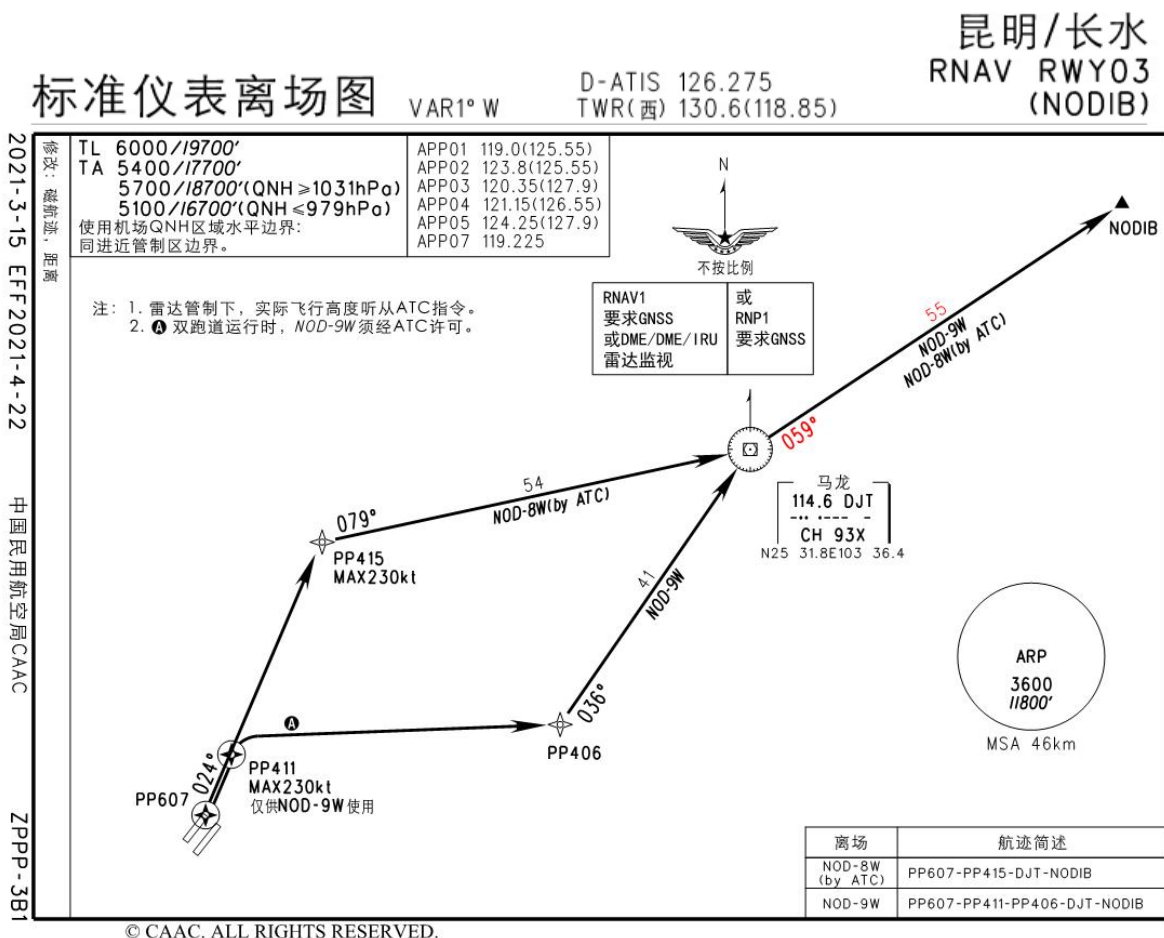 昆明/长水
RNAV RWY03
(NODIB)
标准仪表离场图
VAR1° W
D-ATIS 126.275
TWR(西) 130.6(118.85)
2021-3-15 EFF2021-4-22 中国民用航空局CAAC ZPPP-3B1
修改: 磁航迹, 距离
TL 6000/19700′
TA 5400/17700′
5700/18700′(QNH≥1031hPa)
5100/16700′(QNH≤979hPa)
使用机场QNH区域水平边界:
同进近管制区边界。
APP01 119.0(125.55)
APP02 123.8(125.55)
APP03 120.35(127.9)
APP04 121.15(126.55)
APP05 124.25(127.9)
APP07 119.225
N
不按比例
注: 1. 雷达管制下，实际飞行高度听从ATC指令。
2. A 双跑道运行时，NOD-9W须经ATC许可。
RNAV1
要求GNSS
或DME/DME/IRU
雷达监视
或
RNP1
要求GNSS
NODIB
55
NOD-9W
NOD-8W(by ATC)
059°
马龙
114.6 DJT
CH 93X
N25 31.8E103 36.4
54
NOD-8W(by ATC)
079°
PP415
MAX230kt
41
NOD-9W
036°
PP406
A
024°
PP411
MAX230kt
仅供NOD-9W使用
PP607
ARP
3600
11800′
MSA 46km
离场 航迹简述
NOD-8W
(by ATC)
PP607-PP415-DJT-NODIB
NOD-9W PP607-PP411-PP406-DJT-NODIB
© CAAC. ALL RIGHTS RESERVED.